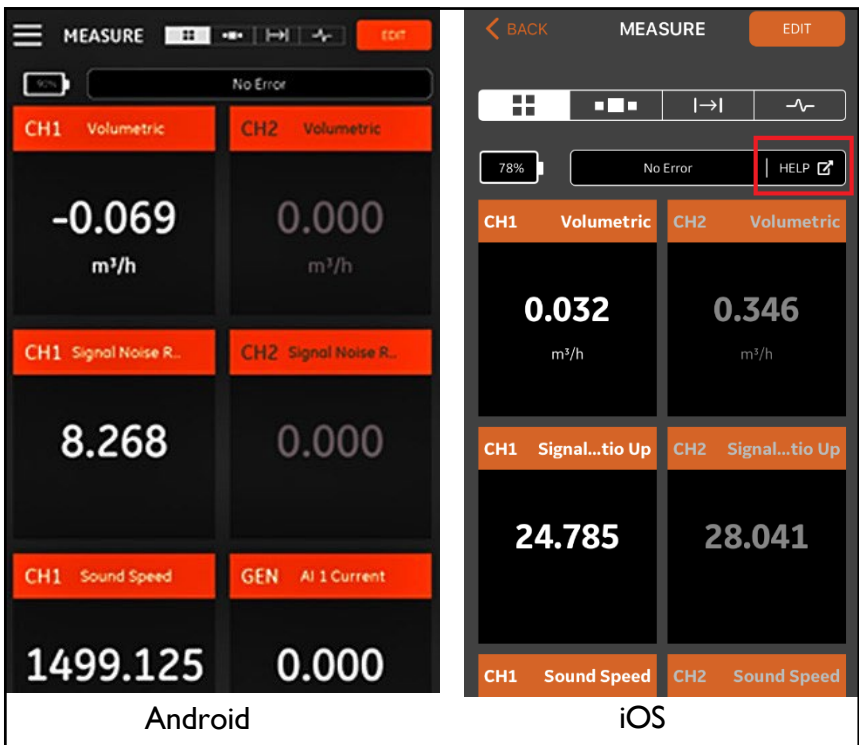 MEASURE EDIT
90% No Error
CH1 Volumetric
CH2 Volumetric
-0.069
m³/h
0.000
m³/h
CH1 Signal Noise R...
CH2 Signal Noise R...
8.268
0.000
CH1 Sound Speed
GEN AI 1 Current
1499.125
0.000
Android
BACK MEASURE EDIT
78% No Error HELP
CH1 Volumetric
CH2 Volumetric
0.032
m³/h
0.346
m³/h
CH1 Signal...tio Up
CH2 Signal...tio Up
24.785
28.041
CH1 Sound Speed
CH2 Sound Speed
iOS